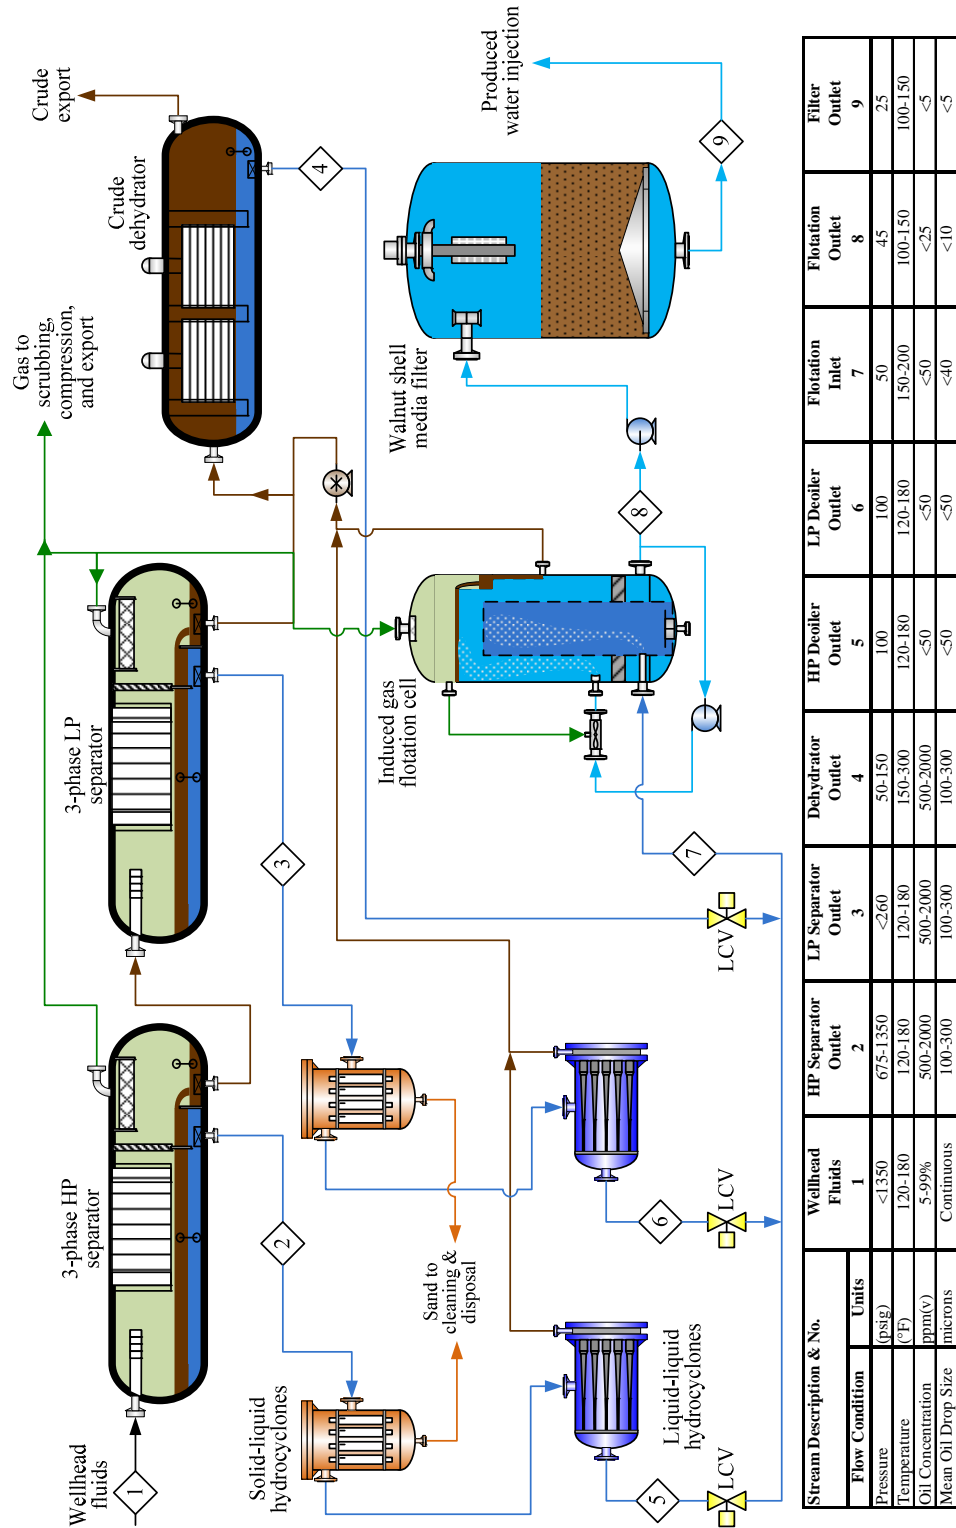 Wellhead
fluids
1
3-phase HP
separator
3-phase LP
separator
Gas to
scrubbing,
compression,
and export
Crude
dehydrator
Crude
export
2
3
4
Solid-liquid
hydrocyclones
Sand to
cleaning &
disposal
Induced gas
flotation cell
Walnut shell
media filter
Produced
water injection
Liquid-liquid
hydrocyclones
5
LCV
6
LCV
LCV
7
8
9
Stream Description & No. Wellhead Fluids HP Separator Outlet LP Separator Outlet Dehydrator Outlet HP Deoiler Outlet LP Deoiler Outlet Flotation Inlet Flotation Outlet Filter Outlet
Flow Condition Units 1 2 3 4 5 6 7 8 9
Pressure (psig) <1350 675-1350 <260 50-150 100 100 50 45 25
Temperature (°F) 120-180 120-180 120-180 150-300 120-180 120-180 150-200 100-150 100-150
Oil Concentration ppm(v) 5-99% 500-2000 500-2000 500-2000 <50 <50 <50 <25 <5
Mean Oil Drop Size microns Continuous 100-300 100-300 100-300 <50 <50 <40 <10 <5